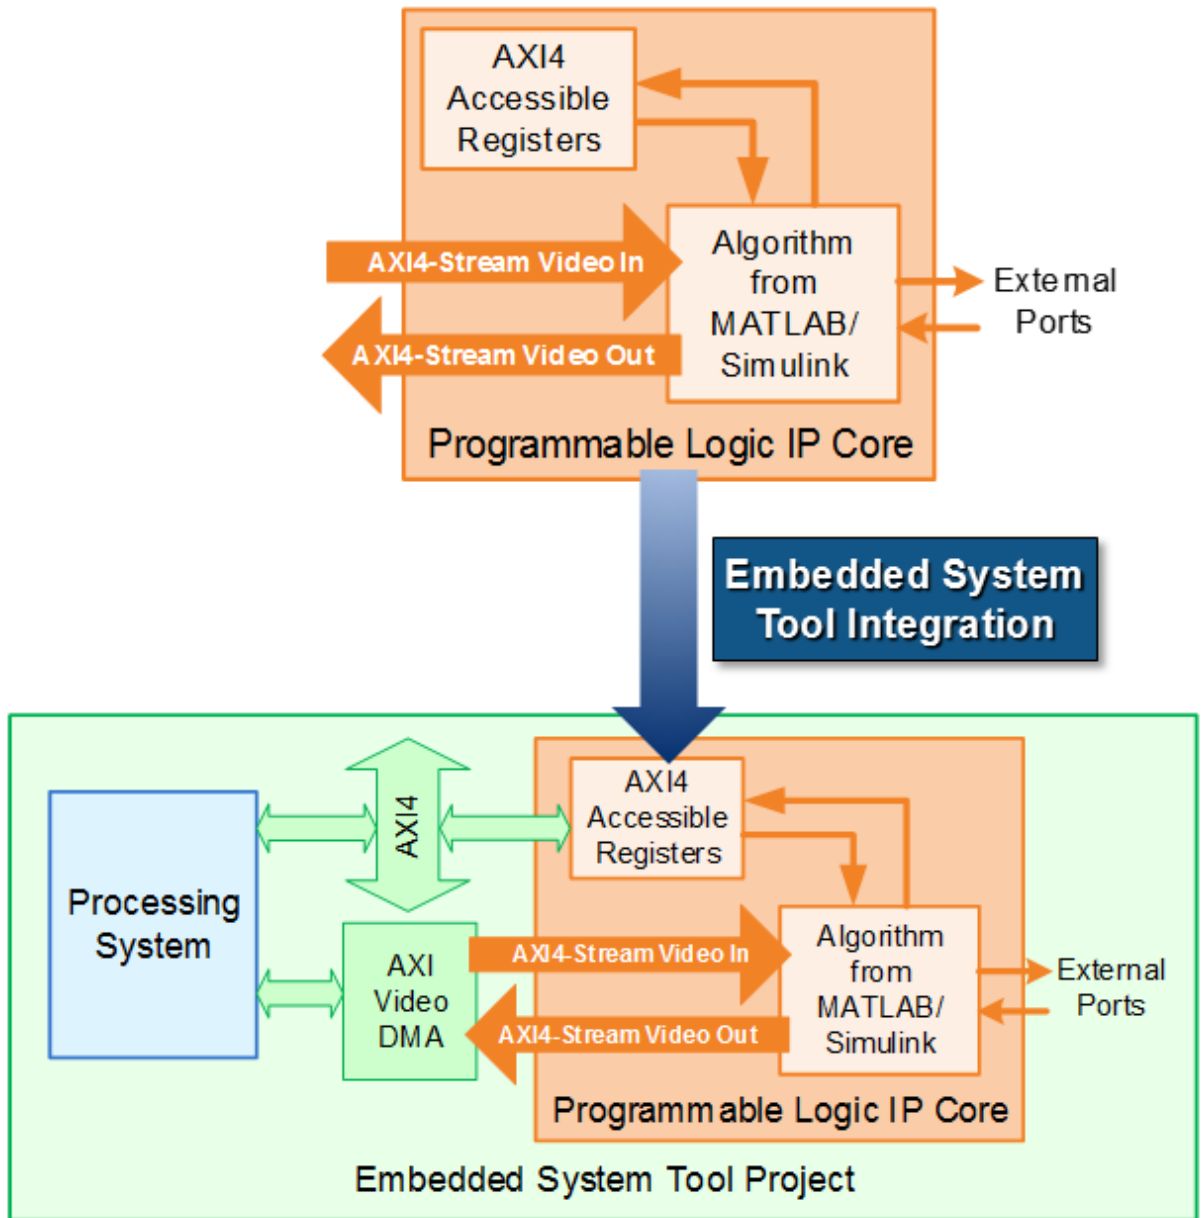 AXI4
Accessible
Registers
AXI4-Stream Video In
Algorithm
from
MATLAB/
Simulink
External
Ports
AXI4-Stream Video Out
Programmable Logic IP Core
Embedded System
Tool Integration
AXI4
Accessible
Registers
AXI4
Processing
System
AXI
Video
DMA
AXI4-Stream Video In
AXI4-Stream Video Out
Algorithm
from
MATLAB/
Simulink
External
Ports
Programmable Logic IP Core
Embedded System Tool Project